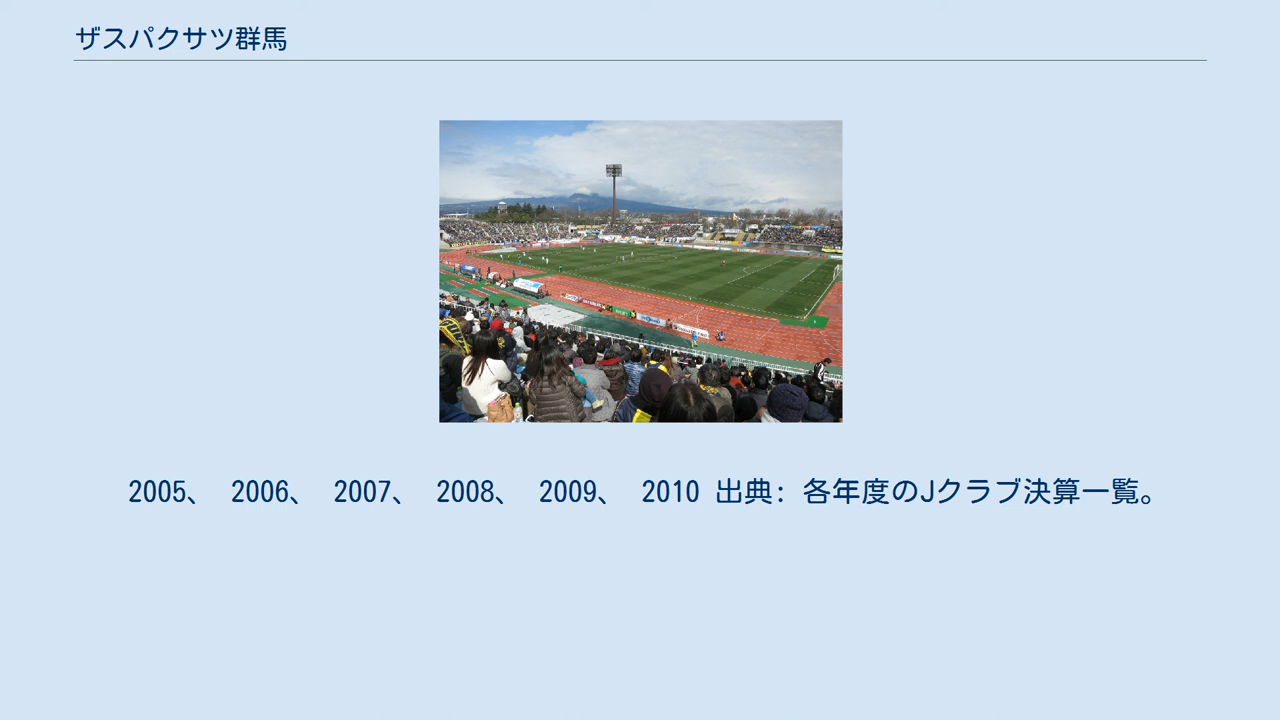 ザスパクサツ群馬
2005、 2006、 2007、 2008、 2009、 2010 出典: 各年度のJクラブ決算一覧。